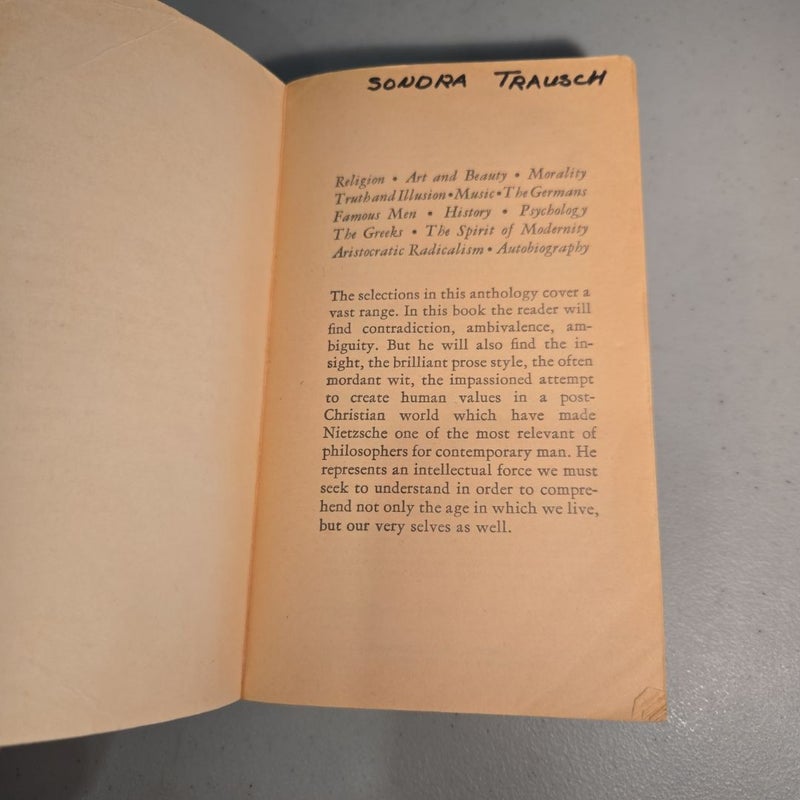 SONDRA TRAUSCH
Religion • Art and Beauty • Morality
Truth and Illusion • Music • The Germans
Famous Men • History • Psychology
The Greeks • The Spirit of Modernity
Aristocratic Radicalism • Autobiography
The selections in this anthology cover a
vast range. In this book the reader will
find contradiction, ambivalence, am-
biguity. But he will also find the in-
sight, the brilliant prose style, the often
mordant wit, the impassioned attempt
to create human values in a post-
Christian world which have made
Nietzsche one of the most relevant of
philosophers for contemporary man. He
represents an intellectual force we must
seek to understand in order to compre-
hend not only the age in which we live,
but our very selves as well.